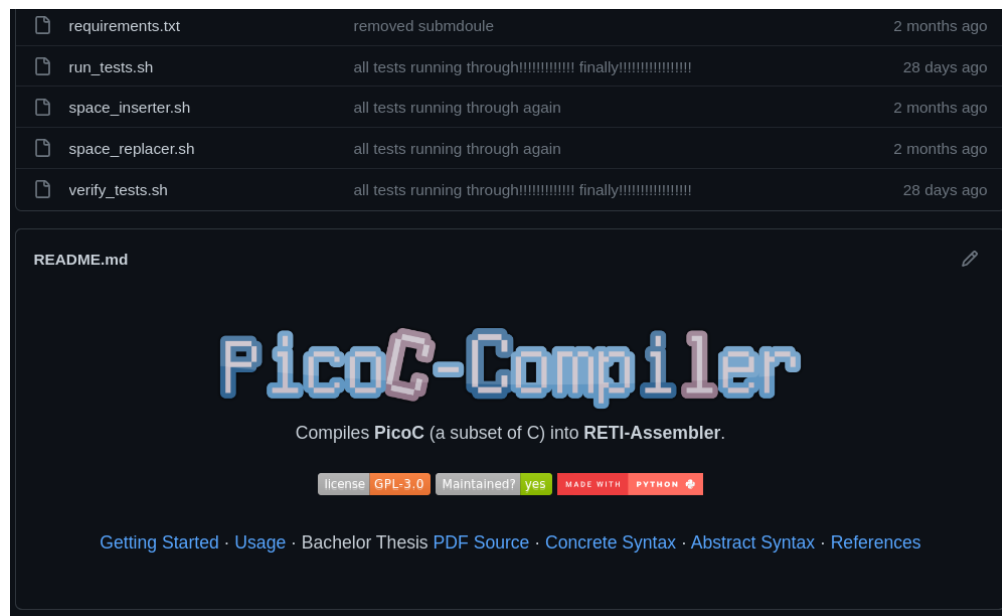 requirements.txt removed submdoule 2 months ago
run_tests.sh all tests running through!!!!!!!!!!!!! finally!!!!!!!!!!!!!!!!! 28 days ago
space_inserter.sh all tests running through again 2 months ago
space_replacer.sh all tests running through again 2 months ago
verify_tests.sh all tests running through!!!!!!!!!!!!! finally!!!!!!!!!!!!!!!!! 28 days ago
README.md
PicoC-Compiler
Compiles PicoC (a subset of C) into RETI-Assembler.
license GPL-3.0 Maintained? yes MADE WITH PYTHON
Getting Started · Usage · Bachelor Thesis PDF Source · Concrete Syntax · Abstract Syntax · References